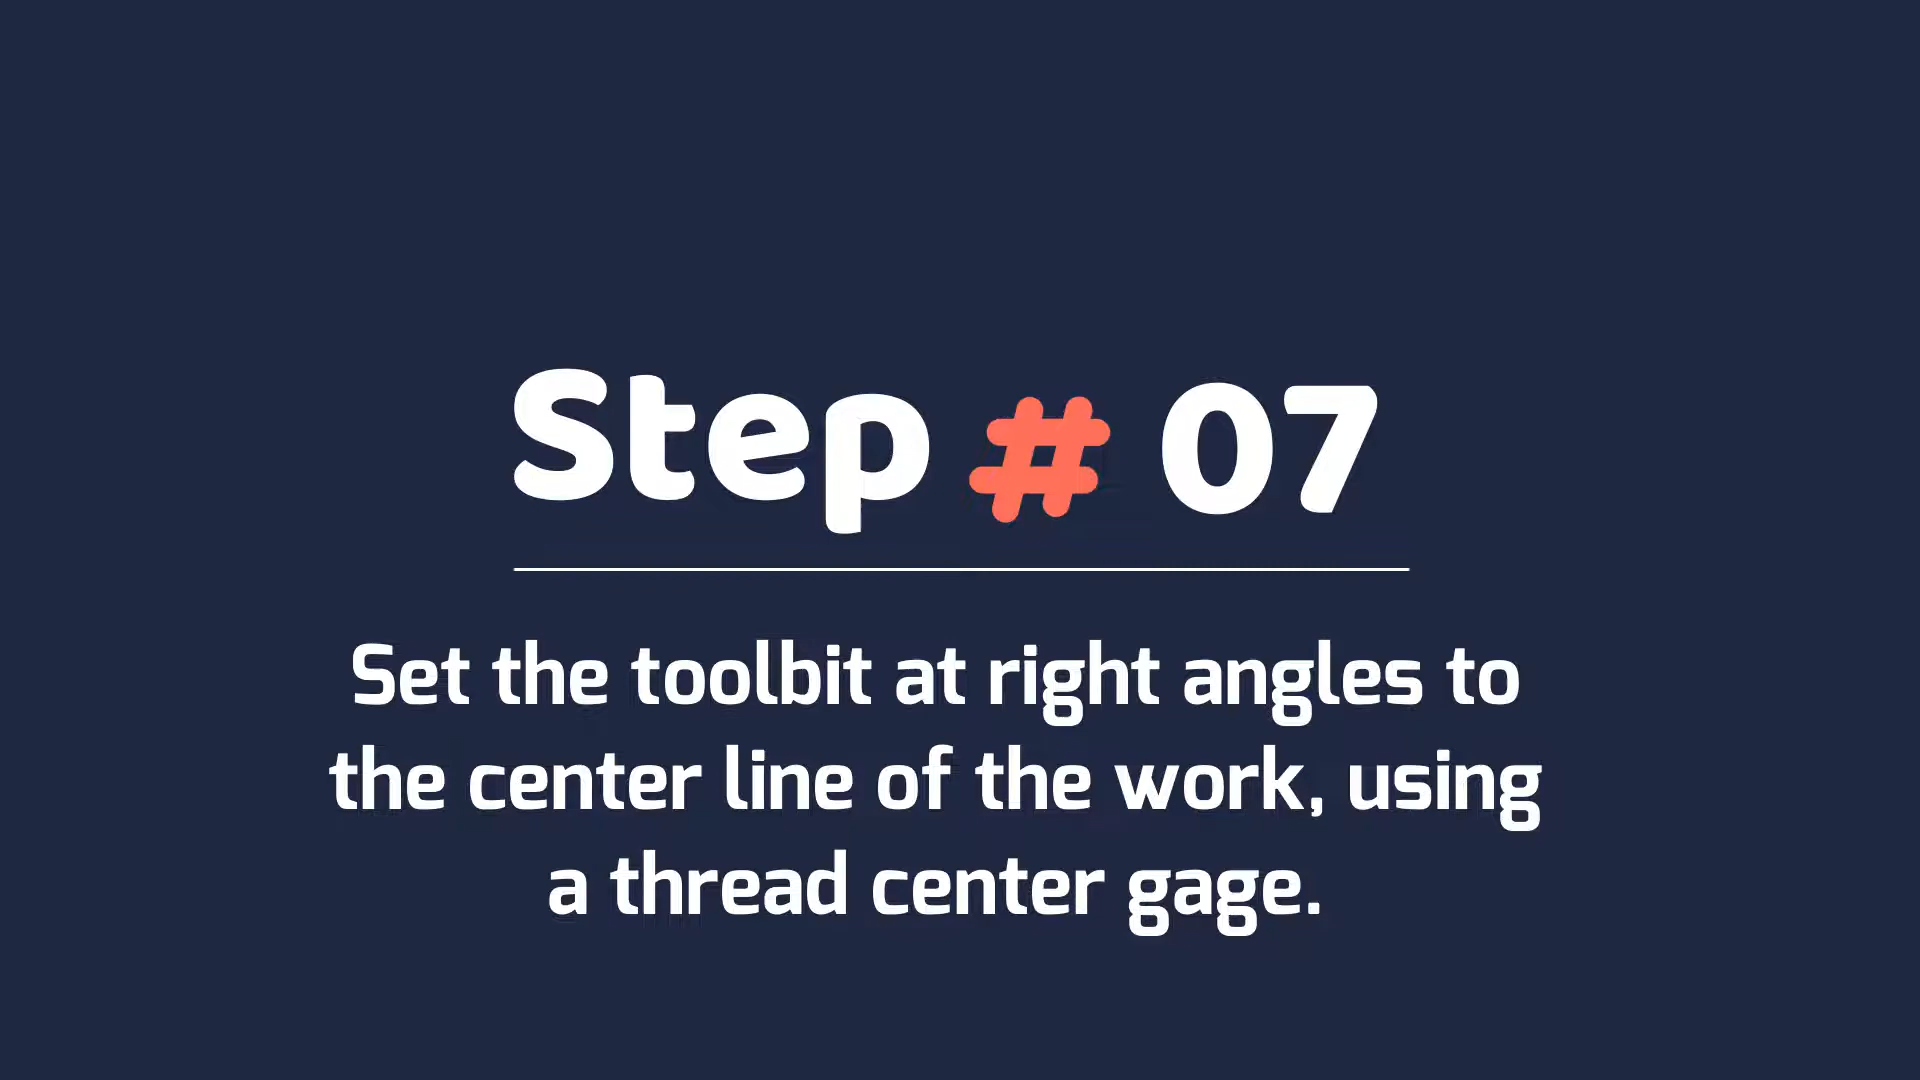 Step # 07
Set the toolbit at right angles to
the center line of the work, using
a thread center gage.